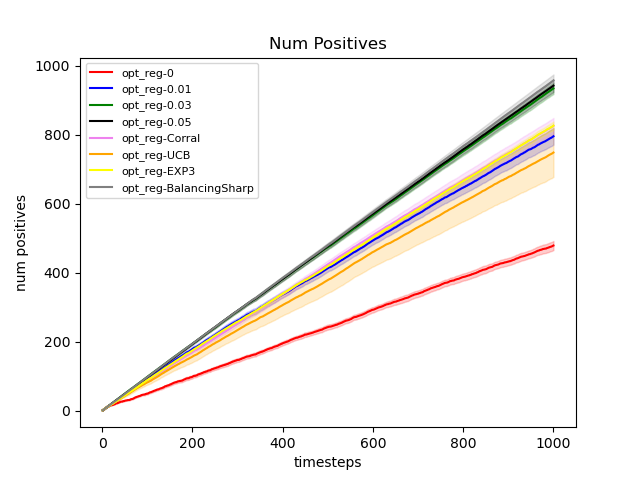 Num Positives
1000
800
600
400
200
0
num positives
opt_reg-0
opt_reg-0.01
opt_reg-0.03
opt_reg-0.05
opt_reg-Corral
opt_reg-UCB
opt_reg-EXP3
opt_reg-BalancingSharp
0 200 400 600 800 1000
timesteps